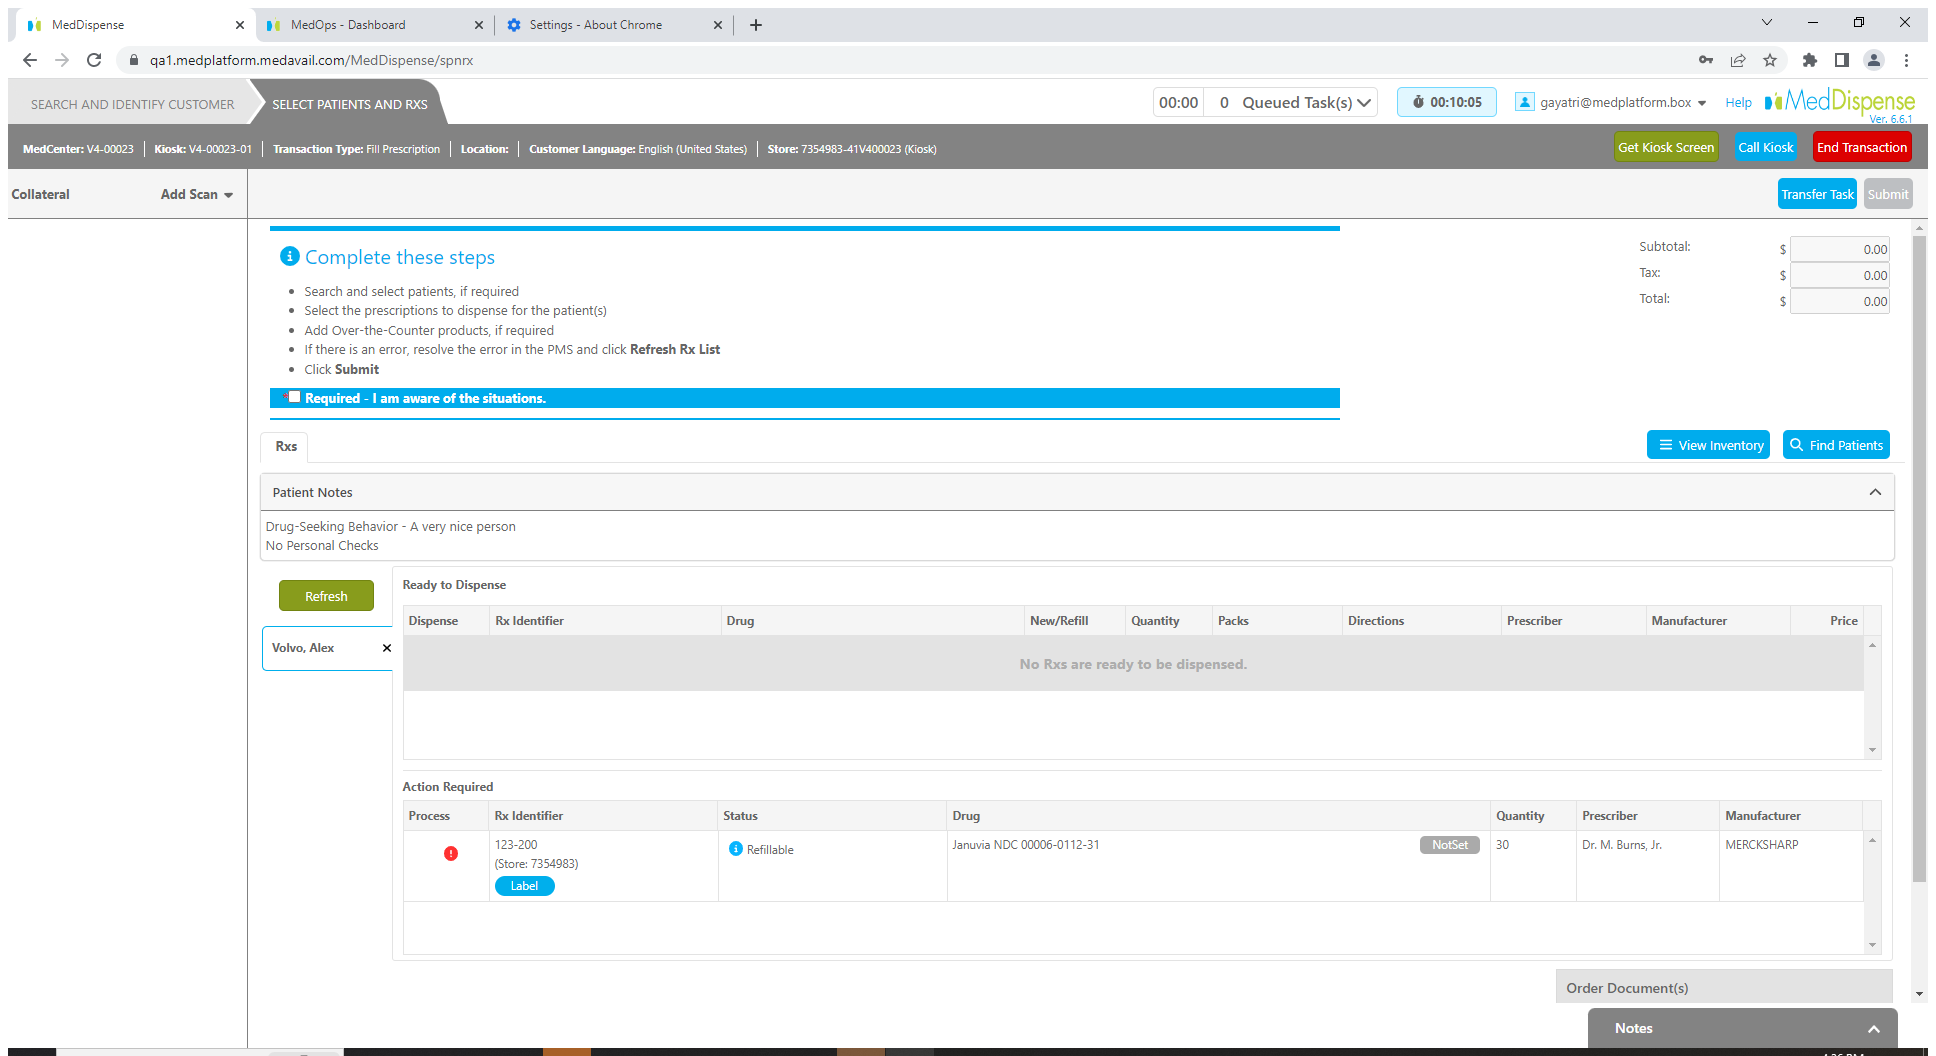 MedDispense
MedOps - Dashboard
Settings - About Chrome
qa1.medplatform.medavail.com/MedDispense/spnrx
SEARCH AND IDENTIFY CUSTOMER
SELECT PATIENTS AND RXS
00:00 0 Queued Task(s)
00:10:05
gayatri@medplatform.box
Help
MedDispense
Ver. 6.6.1
MedCenter: V4-00023
Kiosk: V4-00023-01
Transaction Type: Fill Prescription
Location:
Customer Language: English (United States)
Store: 7354983-41V400023 (Kiosk)
Get Kiosk Screen
Call Kiosk
End Transaction
Collateral
Add Scan
Transfer Task
Submit
Complete these steps
Search and select patients, if required
Select the prescriptions to dispense for the patient(s)
Add Over-the-Counter products, if required
If there is an error, resolve the error in the PMS and click Refresh Rx List
Click Submit
*Required - I am aware of the situations.
Subtotal: $ 0.00
Tax: $ 0.00
Total: $ 0.00
Rxs
View Inventory
Find Patients
Patient Notes
Drug-Seeking Behavior - A very nice person
No Personal Checks
Refresh
Volvo, Alex
Ready to Dispense
Dispense Rx Identifier Drug New/Refill Quantity Packs Directions Prescriber Manufacturer Price
No Rxs are ready to be dispensed.
Action Required
Process Rx Identifier Status Drug Quantity Prescriber Manufacturer
123-200
(Store: 7354983)
Label
Refillable
Januvia NDC 00006-0112-31
NotSet
30
Dr. M. Burns, Jr.
MERCKSHARP
Order Document(s)
Notes